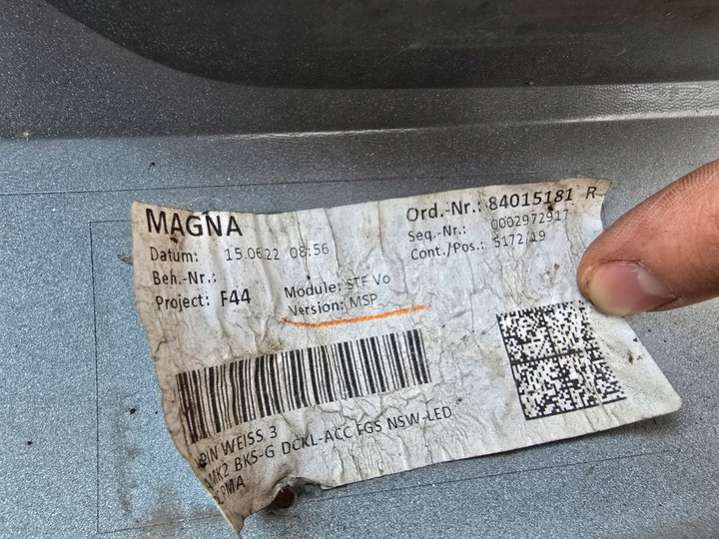 MAGNA
Datum: 15.06.22 08:56
Beh.-Nr.:
Project: F44
Module: STF Vo
Version: MSP
Ord.-Nr.: 84015181 R
Seq.-Nr.: 0002972917
Cont./Pos.: 5172/19
WEISS 3
BKS-G DCKL-ACC FGS NSW-LED